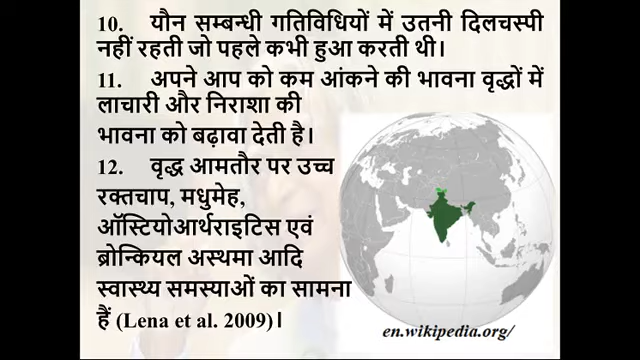 10. यौन सम्बन्धी गतिविधियों में उतनी दिलचस्पी
नहीं रहती जो पहले कभी हुआ करती थी।
11. अपने आप को कम आंकने की भावना वृद्धों में
लाचारी और निराशा की
भावना को बढ़ावा देती है।
12. वृद्ध आमतौर पर उच्च
रक्तचाप, मधुमेह,
ऑस्टियोआर्थराइटिस एवं
ब्रोन्कियल अस्थमा आदि
स्वास्थ्य समस्याओं का सामना
हैं (Lena et al. 2009)।
en.wikipedia.org/